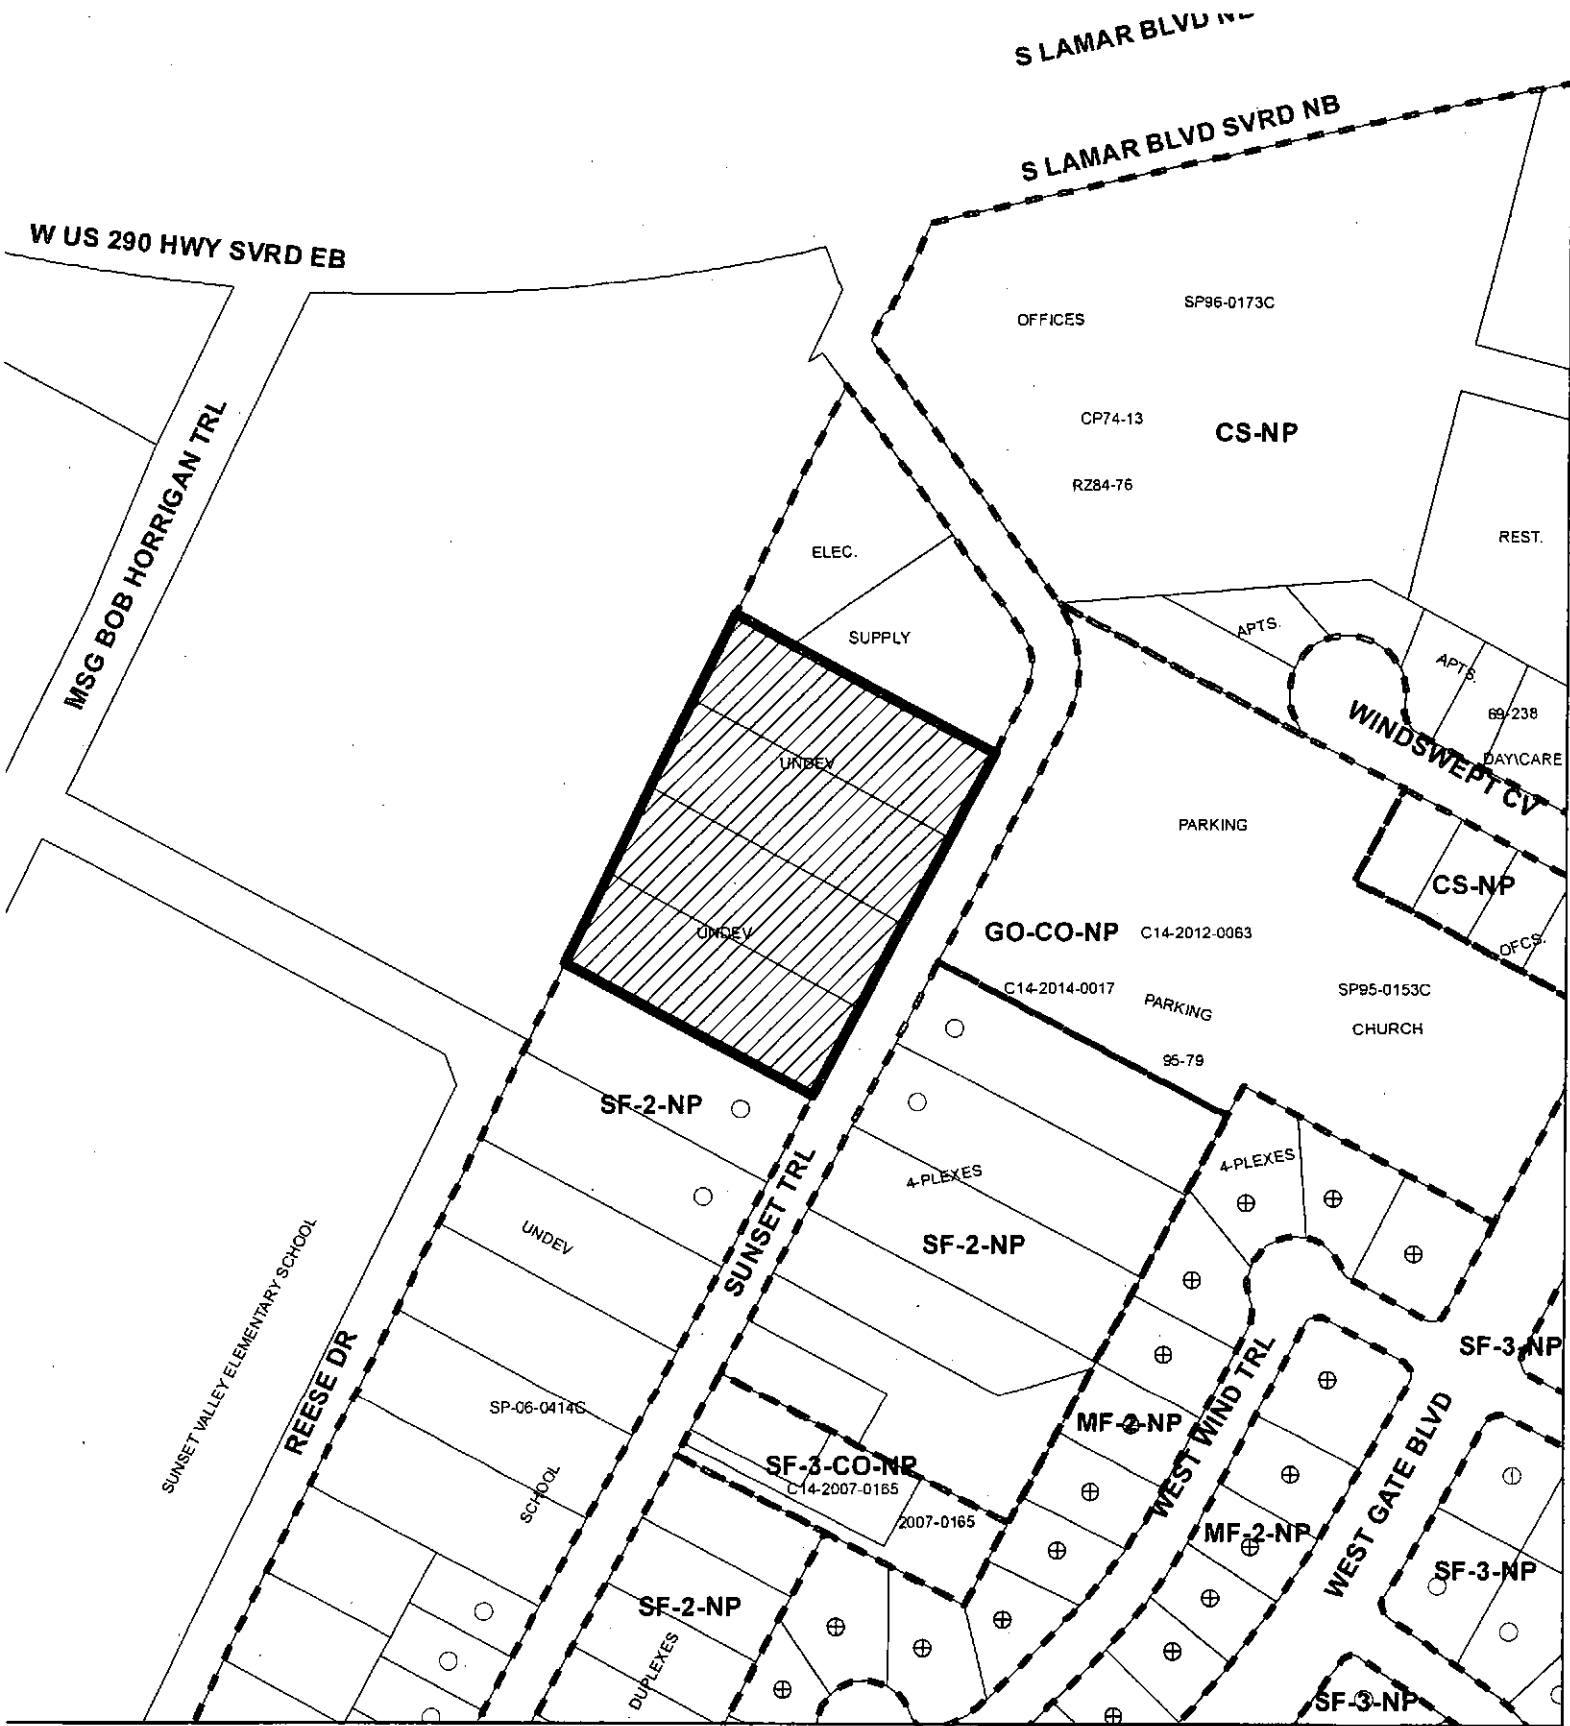 S LAMAR BLVD NB
S LAMAR BLVD SVRD NB
W US 290 HWY SVRD EB
MSG BOB HORRIGAN TRL
OFFICES
SP96-0173C
CP74-13
CS-NP
RZ84-76
REST.
ELEC.
SUPPLY
APTS.
APTS.
69-238
DAY\CARE
WINDSWEPT CV
UNDEV
PARKING
CS-NP
UNDEV
GO-CO-NP
C14-2012-0063
OFCS.
C14-2014-0017
PARKING
SP95-0153C
CHURCH
95-79
SF-2-NP
4-PLEXES
4-PLEXES
SUNSET TRL
UNDEV
SF-2-NP
SUNSET VALLEY ELEMENTARY SCHOOL
REESE DR
SF-3-NP
SP-06-0414C
MF-2-NP
WEST WIND TRL
WEST GATE BLVD
SF-3-CO-NP
C14-2007-0165
SCHOOL
2007-0165
MF-2-NP
SF-3-NP
SF-2-NP
DUPLEXES
SF-3-NP